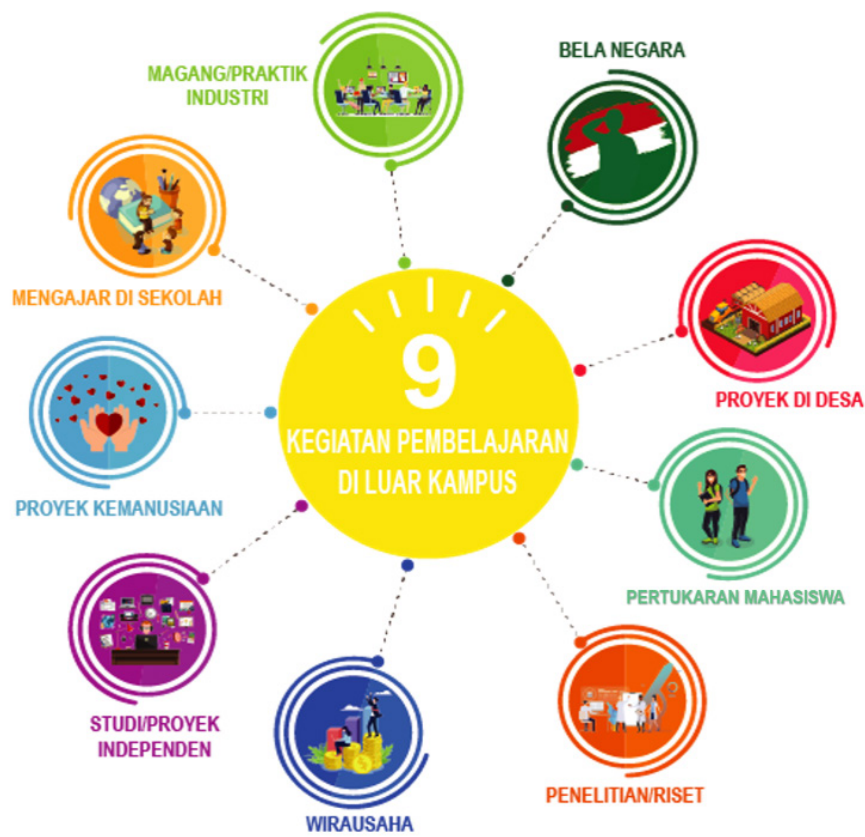 9
KEGIATAN PEMBELAJARAN
DI LUAR KAMPUS
MAGANG/PRAKTIK
INDUSTRI
BELA NEGARA
PROYEK DI DESA
PERTUKARAN MAHASISWA
PENELITIAN/RISET
WIRAUSAHA
STUDI/PROYEK
INDEPENDEN
PROYEK KEMANUSIAAN
MENGAJAR DI SEKOLAH